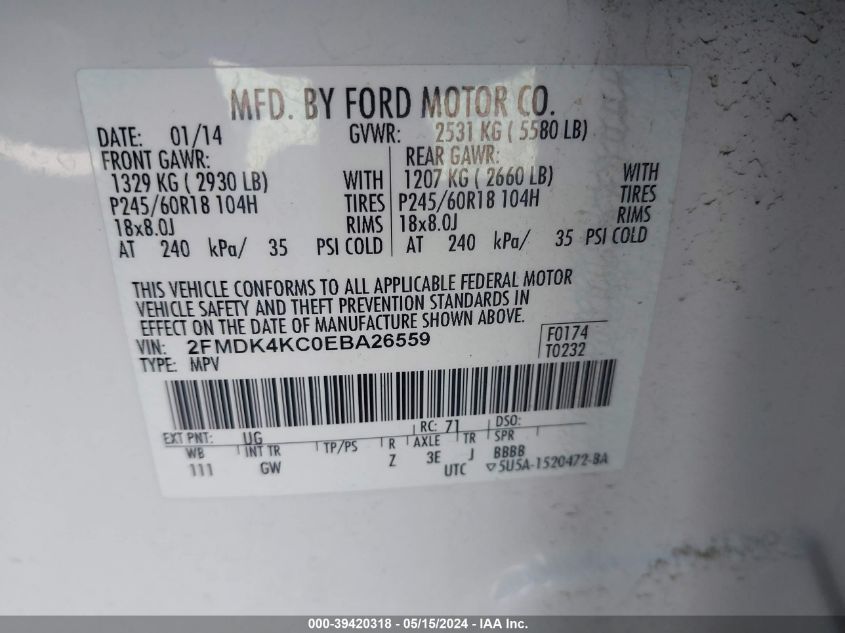 MFD. BY FORD MOTOR CO.
DATE: 01/14 GVWR: 2531 KG ( 5580 LB)
FRONT GAWR: REAR GAWR:
1329 KG ( 2930 LB) WITH 1207 KG ( 2660 LB) WITH
P245/60R18 104H TIRES P245/60R18 104H TIRES
18x8.0J RIMS 18x8.0J RIMS
AT 240 kPa/ 35 PSI COLD AT 240 kPa/ 35 PSI COLD
THIS VEHICLE CONFORMS TO ALL APPLICABLE FEDERAL MOTOR
VEHICLE SAFETY AND THEFT PREVENTION STANDARDS IN
EFFECT ON THE DATE OF MANUFACTURE SHOWN ABOVE.
VIN: 2FMDK4KC0EBA26559 F0174
TYPE: MPV T0232
EXT PNT: UG RC: 71 DSO:
WB INT TR TP/PS R AXLE TR SPR
111 GW Z 3E J BBBB
UTC ▽5U5A-1520472-BA
000-39420318 - 05/15/2024 - IAA Inc.